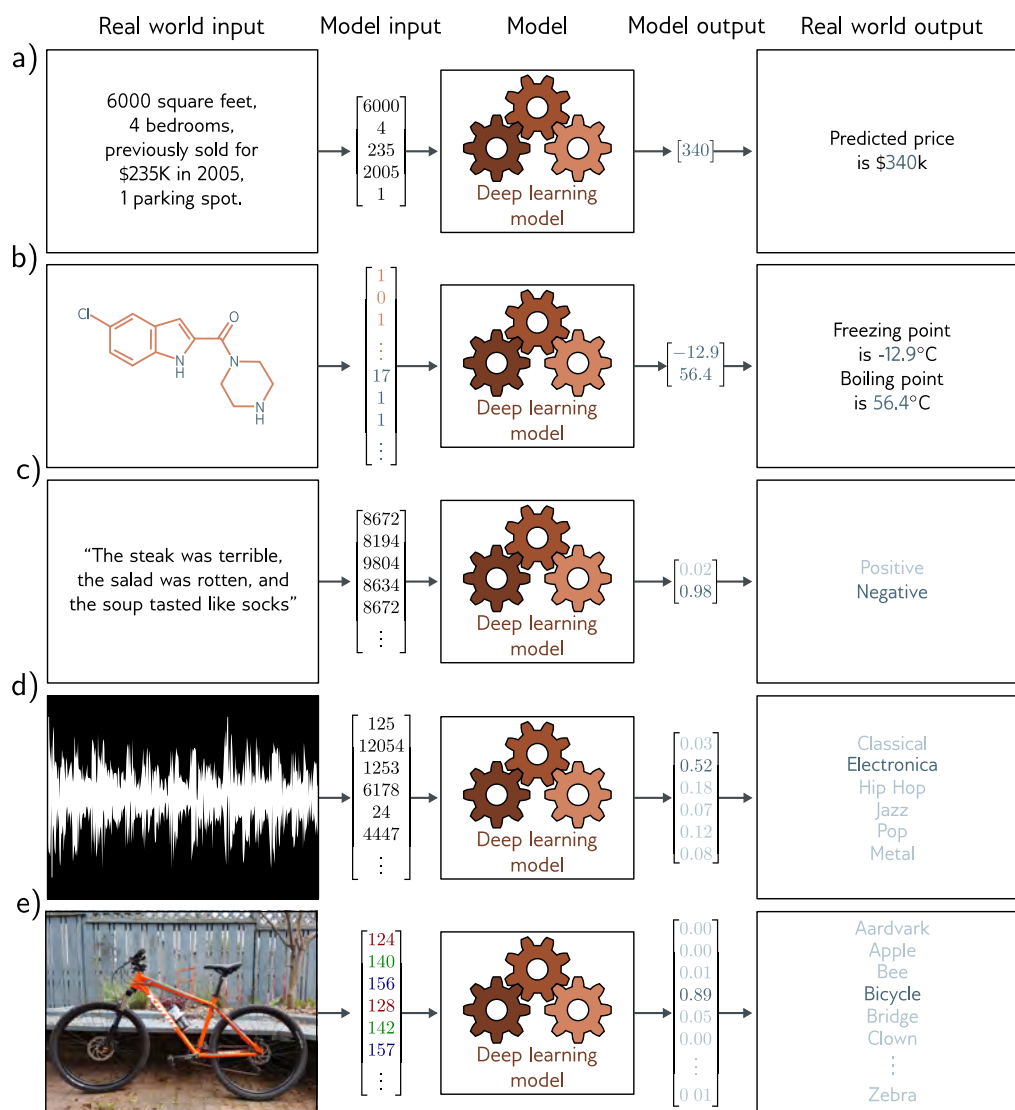 Real world input
Model input
Model
Model output
Real world output
a)
6000 square feet,
4 bedrooms,
previously sold for
$235K in 2005,
1 parking spot.
6000
4
235
2005
1
Deep learning
model
[340]
Predicted price
is $340k
b)
Cl
O
N
H
N
N
H
1
0
1
⋮
17
1
1
⋮
Deep learning
model
−12.9
56.4
Freezing point
is -12.9°C
Boiling point
is 56.4°C
c)
“The steak was terrible,
the salad was rotten, and
the soup tasted like socks”
8672
8194
9804
8634
8672
⋮
Deep learning
model
0.02
0.98
Positive
Negative
d)
125
12054
1253
6178
24
4447
⋮
Deep learning
model
0.03
0.52
0.18
0.07
0.12
0.08
Classical
Electronica
Hip Hop
Jazz
Pop
Metal
e)
124
140
156
128
142
157
⋮
Deep learning
model
0.00
0.00
0.01
0.89
0.05
0.00
⋮
0 01
Aardvark
Apple
Bee
Bicycle
Bridge
Clown
⋮
Zebra